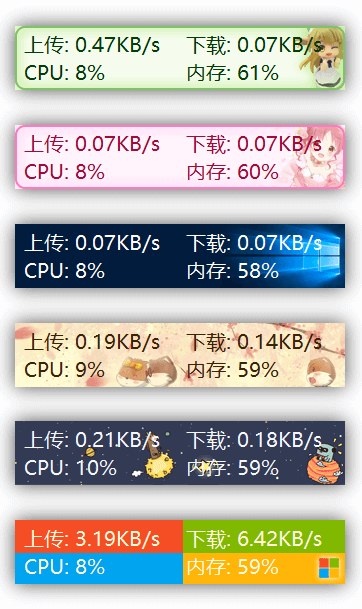 上传: 0.47KB/s 下载: 0.07KB/s
CPU: 8% 内存: 61%
上传: 0.07KB/s 下载: 0.07KB/s
CPU: 8% 内存: 60%
上传: 0.07KB/s 下载: 0.07KB/s
CPU: 8% 内存: 58%
上传: 0.19KB/s 下载: 0.14KB/s
CPU: 9% 内存: 59%
上传: 0.21KB/s 下载: 0.18KB/s
CPU: 10% 内存: 59%
上传: 3.19KB/s 下载: 6.42KB/s
CPU: 8% 内存: 59%